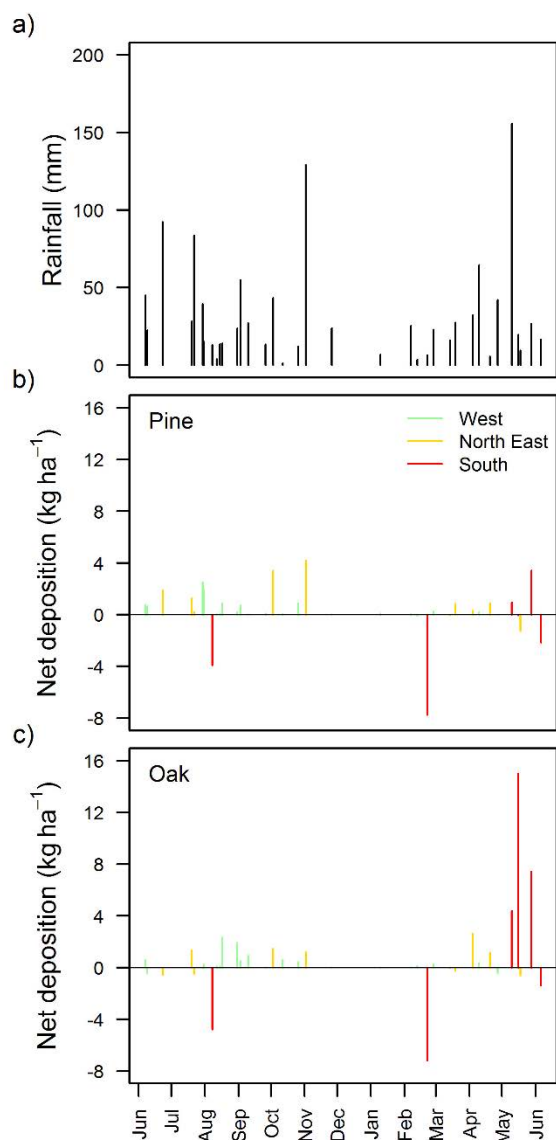 a)
200
150
100
50
0
Rainfall (mm)
b)
Pine
West
North East
South
16
12
8
4
0
-4
-8
Net deposition (kg ha⁻¹)
c)
Oak
16
12
8
4
0
-4
-8
Net deposition (kg ha⁻¹)
Jun Jul Aug Sep Oct Nov Dec Jan Feb Mar Apr May Jun